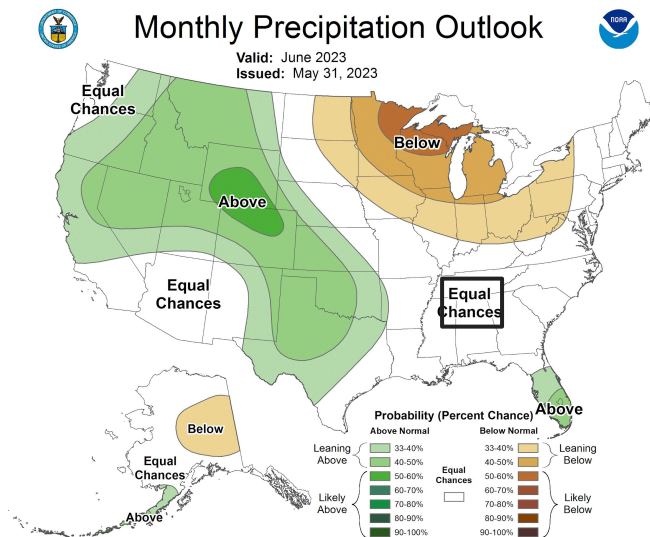 Monthly Precipitation Outlook
NOAA
Valid: June 2023
Issued: May 31, 2023
Equal
Chances
Below
Above
Equal
Chances
Equal
Chances
Above
Below
Equal
Chances
Above
Probability (Percent Chance)
Above Normal
Below Normal
Leaning
Above
33-40%
40-50%
Likely
Above
50-60%
60-70%
70-80%
80-90%
90-100%
Equal
Chances
33-40%
40-50%
Leaning
Below
50-60%
60-70%
70-80%
80-90%
90-100%
Likely
Below